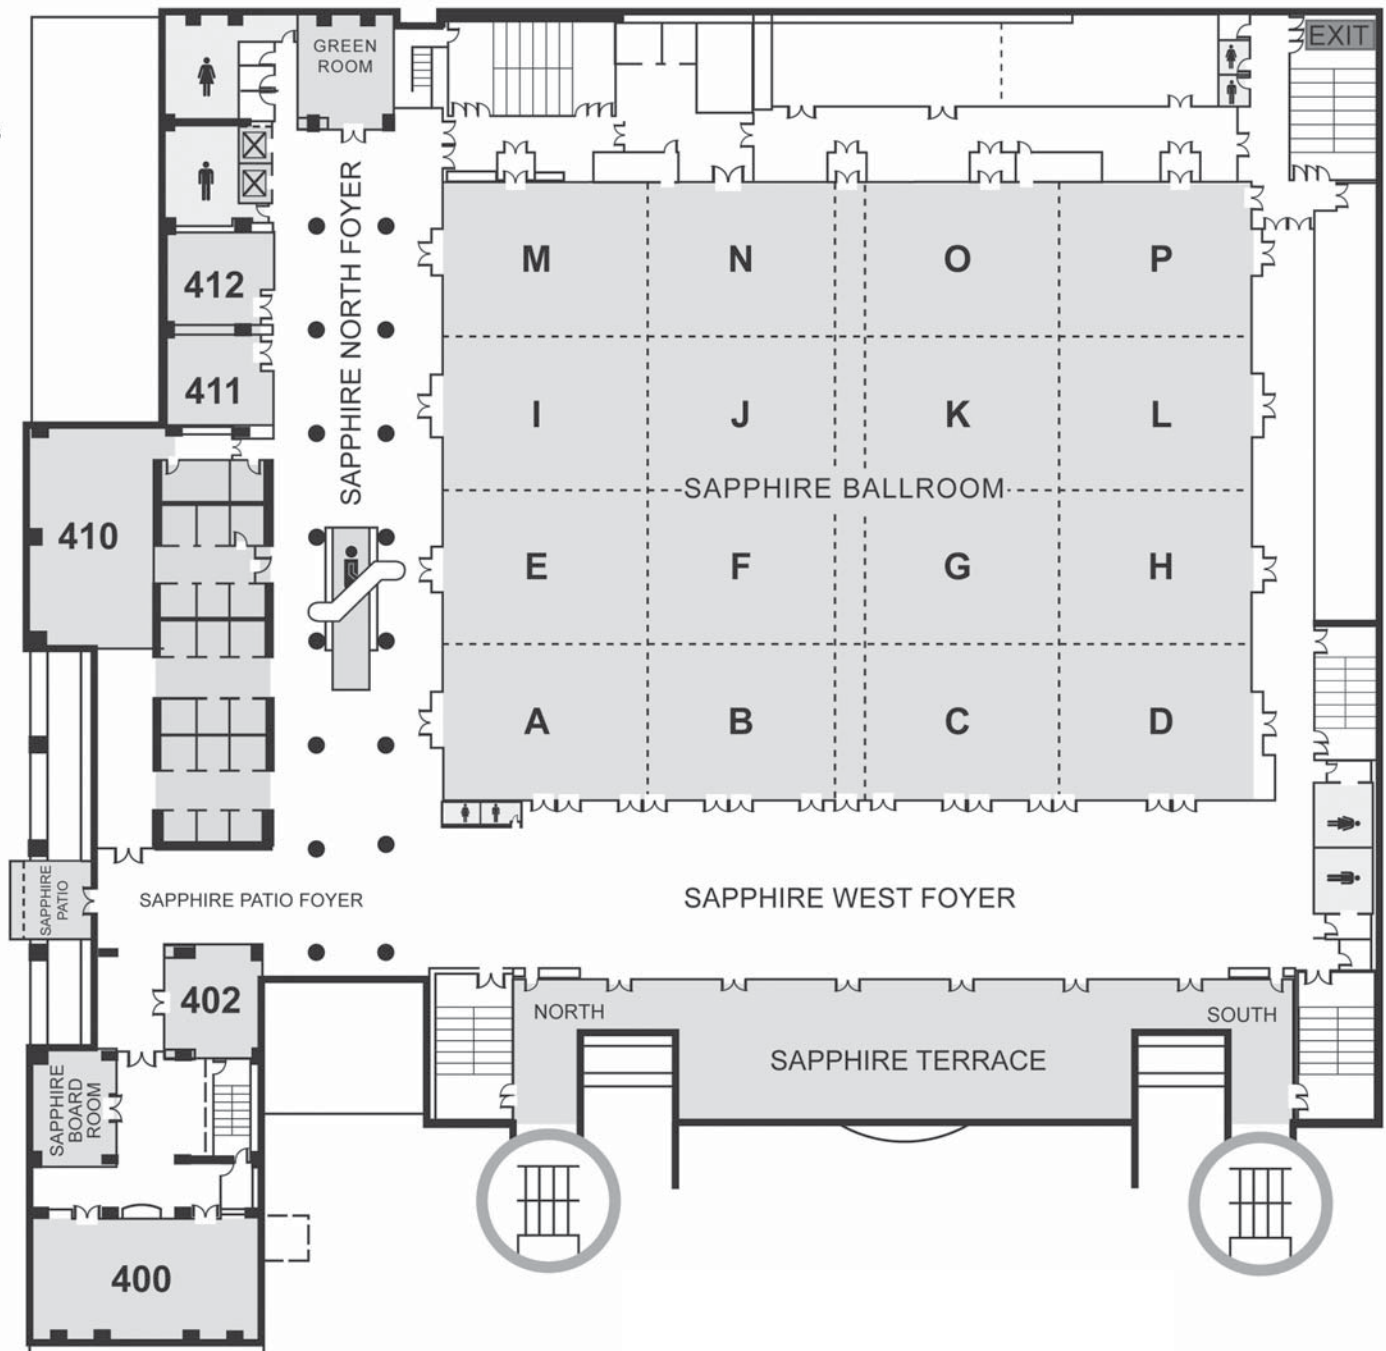 EXIT
GREEN
ROOM
SAPPHIRE NORTH FOYER
412
411
410
M N O P
I J K L
SAPPHIRE BALLROOM
E F G H
A B C D
SAPPHIRE
PATIO
SAPPHIRE PATIO FOYER
SAPPHIRE WEST FOYER
402
NORTH
SOUTH
SAPPHIRE TERRACE
SAPPHIRE
BOARD
ROOM
400